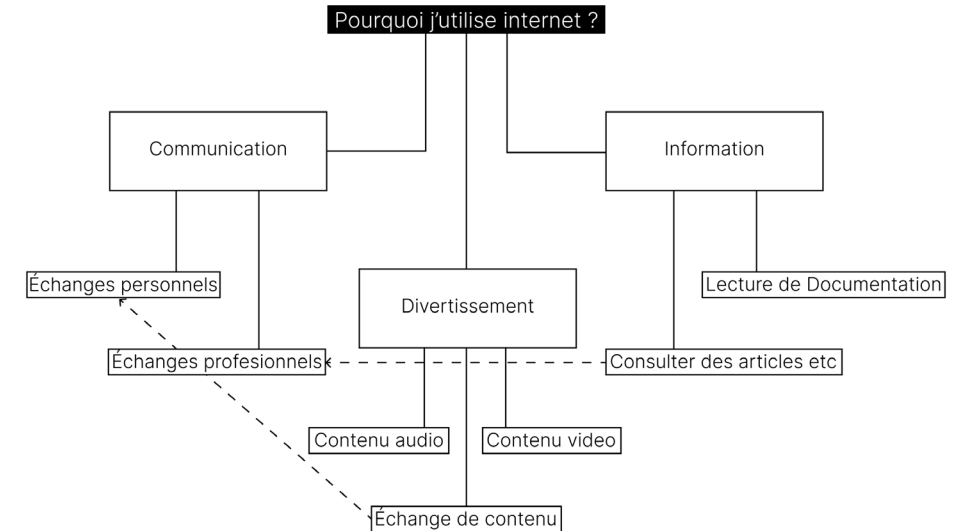 Pourquoi j'utilise internet ?
Communication
Information
Échanges personnels
Lecture de Documentation
Divertissement
Échanges profesionnels
Consulter des articles etc
Contenu audio
Contenu video
Échange de contenu